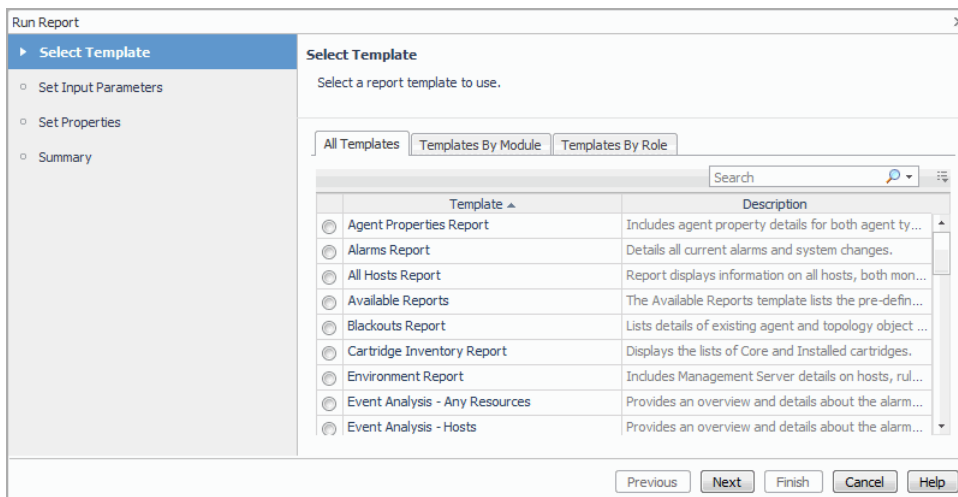 Run Report
Select Template
Set Input Parameters
Set Properties
Summary
Select Template
Select a report template to use.
All Templates Templates By Module Templates By Role
Search
Template Description
Agent Properties Report Includes agent property details for both agent ty...
Alarms Report Details all current alarms and system changes.
All Hosts Report Report displays information on all hosts, both mon...
Available Reports The Available Reports template lists the pre-defin...
Blackouts Report Lists details of existing agent and topology object ...
Cartridge Inventory Report Displays the lists of Core and Installed cartridges.
Environment Report Includes Management Server details on hosts, rul...
Event Analysis - Any Resources Provides an overview and details about the alarm...
Event Analysis - Hosts Provides an overview and details about the alarm...
Previous Next Finish Cancel Help